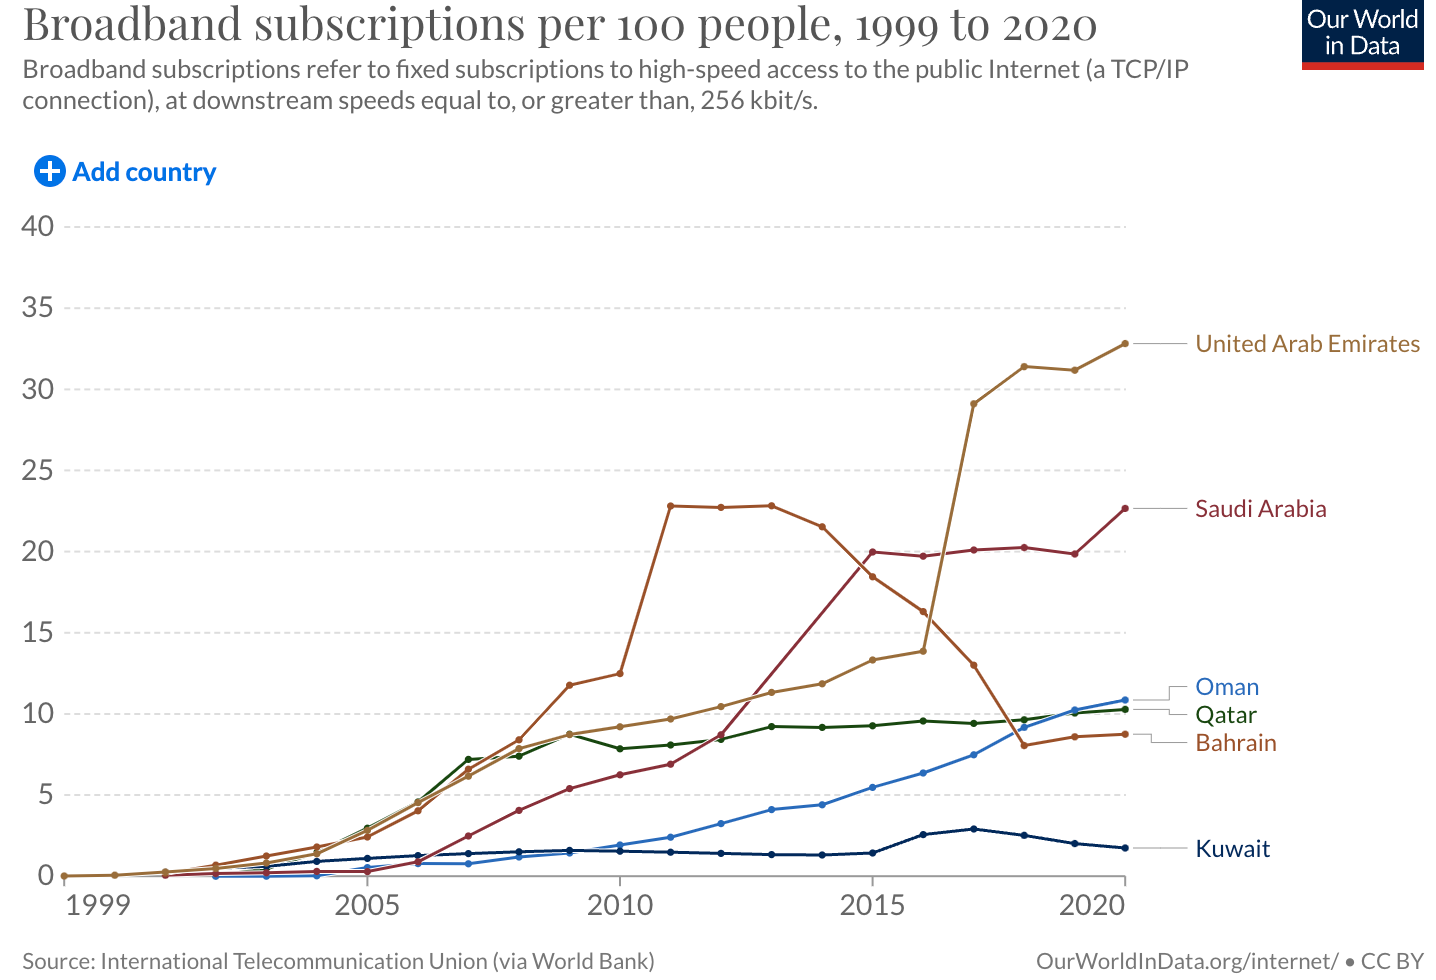 Broadband subscriptions per 100 people, 1999 to 2020
Our World
in Data
Broadband subscriptions refer to fixed subscriptions to high-speed access to the public Internet (a TCP/IP
connection), at downstream speeds equal to, or greater than, 256 kbit/s.
Add country
40
35
30
25
20
15
10
5
0
United Arab Emirates
Saudi Arabia
Oman
Qatar
Bahrain
Kuwait
1999
2005
2010
2015
2020
Source: International Telecommunication Union (via World Bank)
OurWorldInData.org/internet/ • CC BY